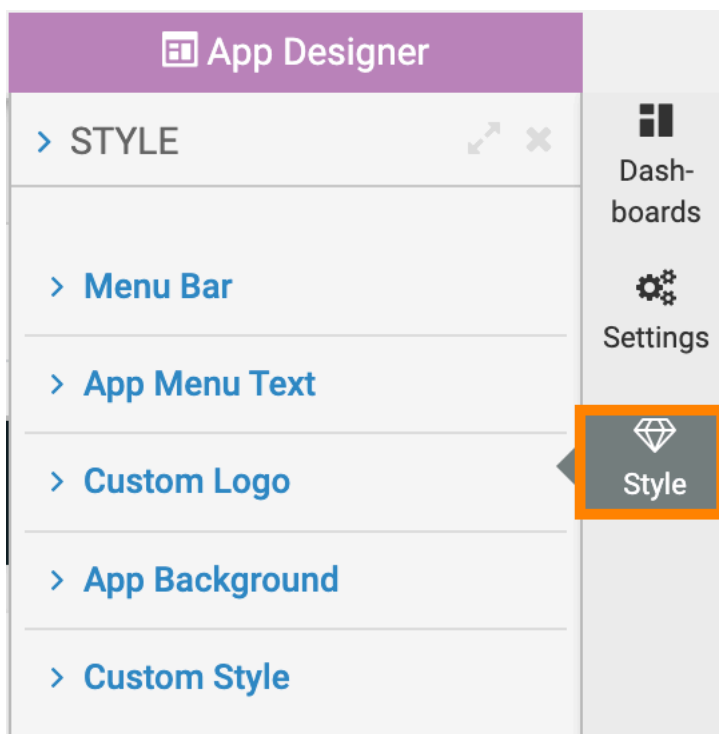 App Designer
STYLE
Menu Bar
App Menu Text
Custom Logo
App Background
Custom Style
Dash-
boards
Settings
Style